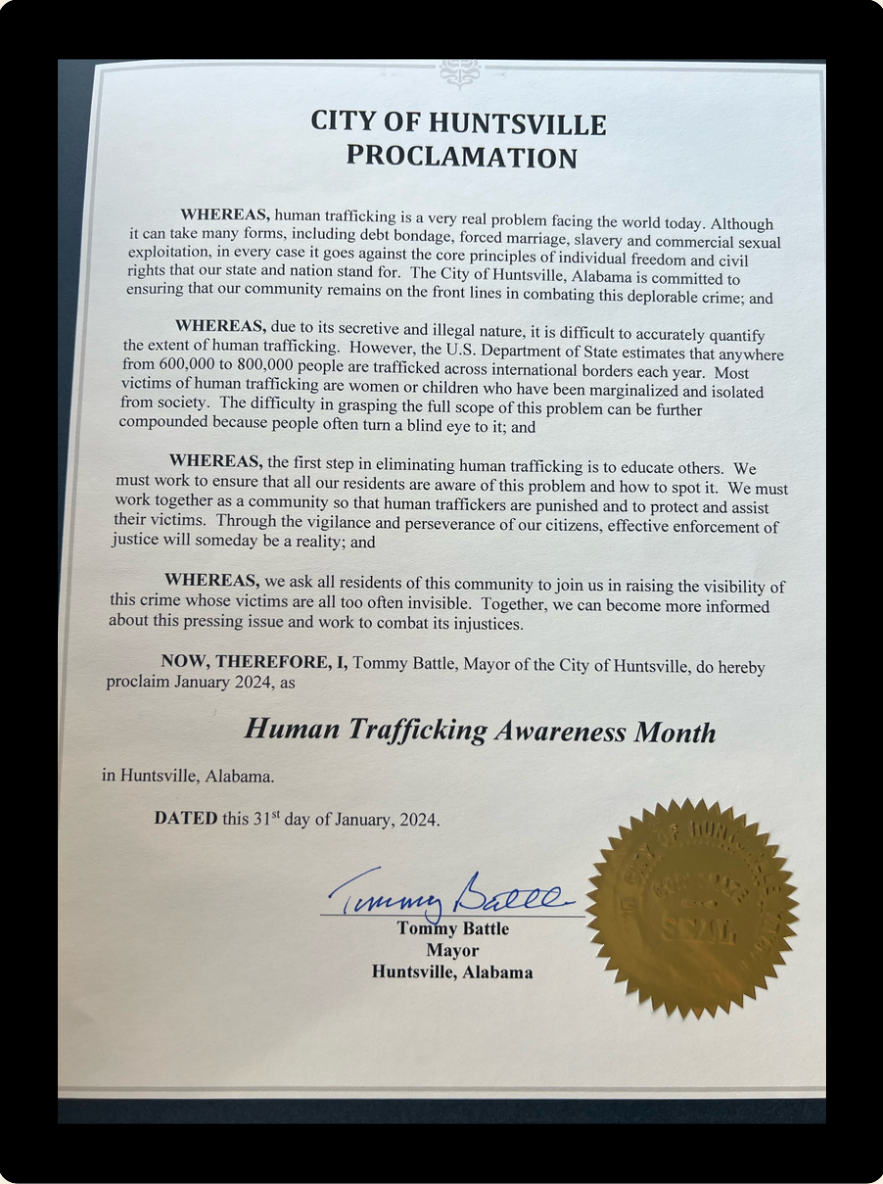 CITY OF HUNTSVILLE
PROCLAMATION
WHEREAS, human trafficking is a very real problem facing the world today. Although
it can take many forms, including debt bondage, forced marriage, slavery and commercial sexual
exploitation, in every case it goes against the core principles of individual freedom and civil
rights that our state and nation stand for. The City of Huntsville, Alabama is committed to
ensuring that our community remains on the front lines in combating this deplorable crime; and
WHEREAS, due to its secretive and illegal nature, it is difficult to accurately quantify
the extent of human trafficking. However, the U.S. Department of State estimates that anywhere
from 600,000 to 800,000 people are trafficked across international borders each year. Most
victims of human trafficking are women or children who have been marginalized and isolated
from society. The difficulty in grasping the full scope of this problem can be further
compounded because people often turn a blind eye to it; and
WHEREAS, the first step in eliminating human trafficking is to educate others. We
must work to ensure that all our residents are aware of this problem and how to spot it. We must
work together as a community so that human traffickers are punished and to protect and assist
their victims. Through the vigilance and perseverance of our citizens, effective enforcement of
justice will someday be a reality; and
WHEREAS, we ask all residents of this community to join us in raising the visibility of
this crime whose victims are all too often invisible. Together, we can become more informed
about this pressing issue and work to combat its injustices.
NOW, THEREFORE, I, Tommy Battle, Mayor of the City of Huntsville, do hereby
proclaim January 2024, as
Human Trafficking Awareness Month
in Huntsville, Alabama.
DATED this 31st day of January, 2024.
Tommy Battle
Tommy Battle
Mayor
Huntsville, Alabama
CITY OF HUNTSVILLE
SEAL